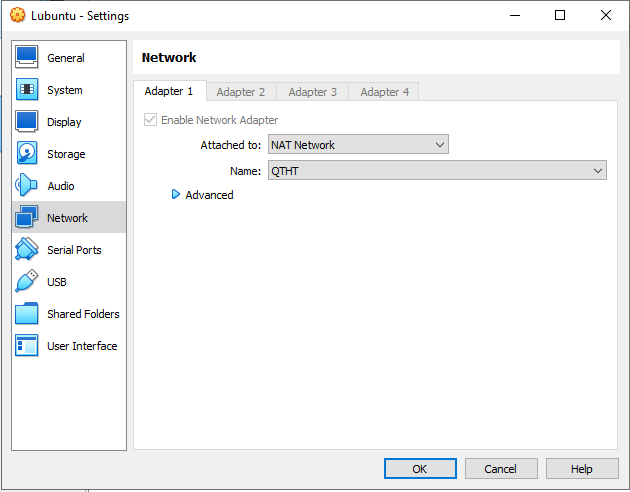 Lubuntu - Settings
General
System
Display
Storage
Audio
Network
Serial Ports
USB
Shared Folders
User Interface
Network
Adapter 1 Adapter 2 Adapter 3 Adapter 4
Enable Network Adapter
Attached to: NAT Network
Name: QTHT
Advanced
OK Cancel Help